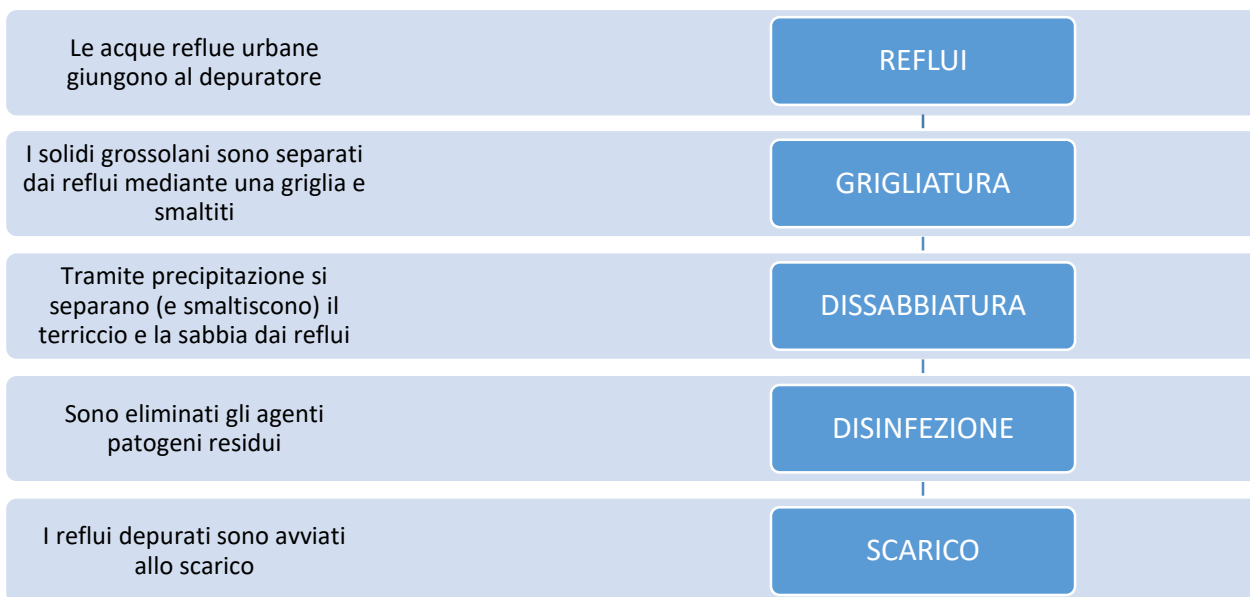 Le acque reflue urbane
giungono al depuratore
REFLUI
I solidi grossolani sono separati
dai reflui mediante una griglia e
smaltiti
GRIGLIATURA
Tramite precipitazione si
separano (e smaltiscono) il
terriccio e la sabbia dai reflui
DISSABBIATURA
Sono eliminati gli agenti
patogeni residui
DISINFEZIONE
I reflui depurati sono avviati
allo scarico
SCARICO